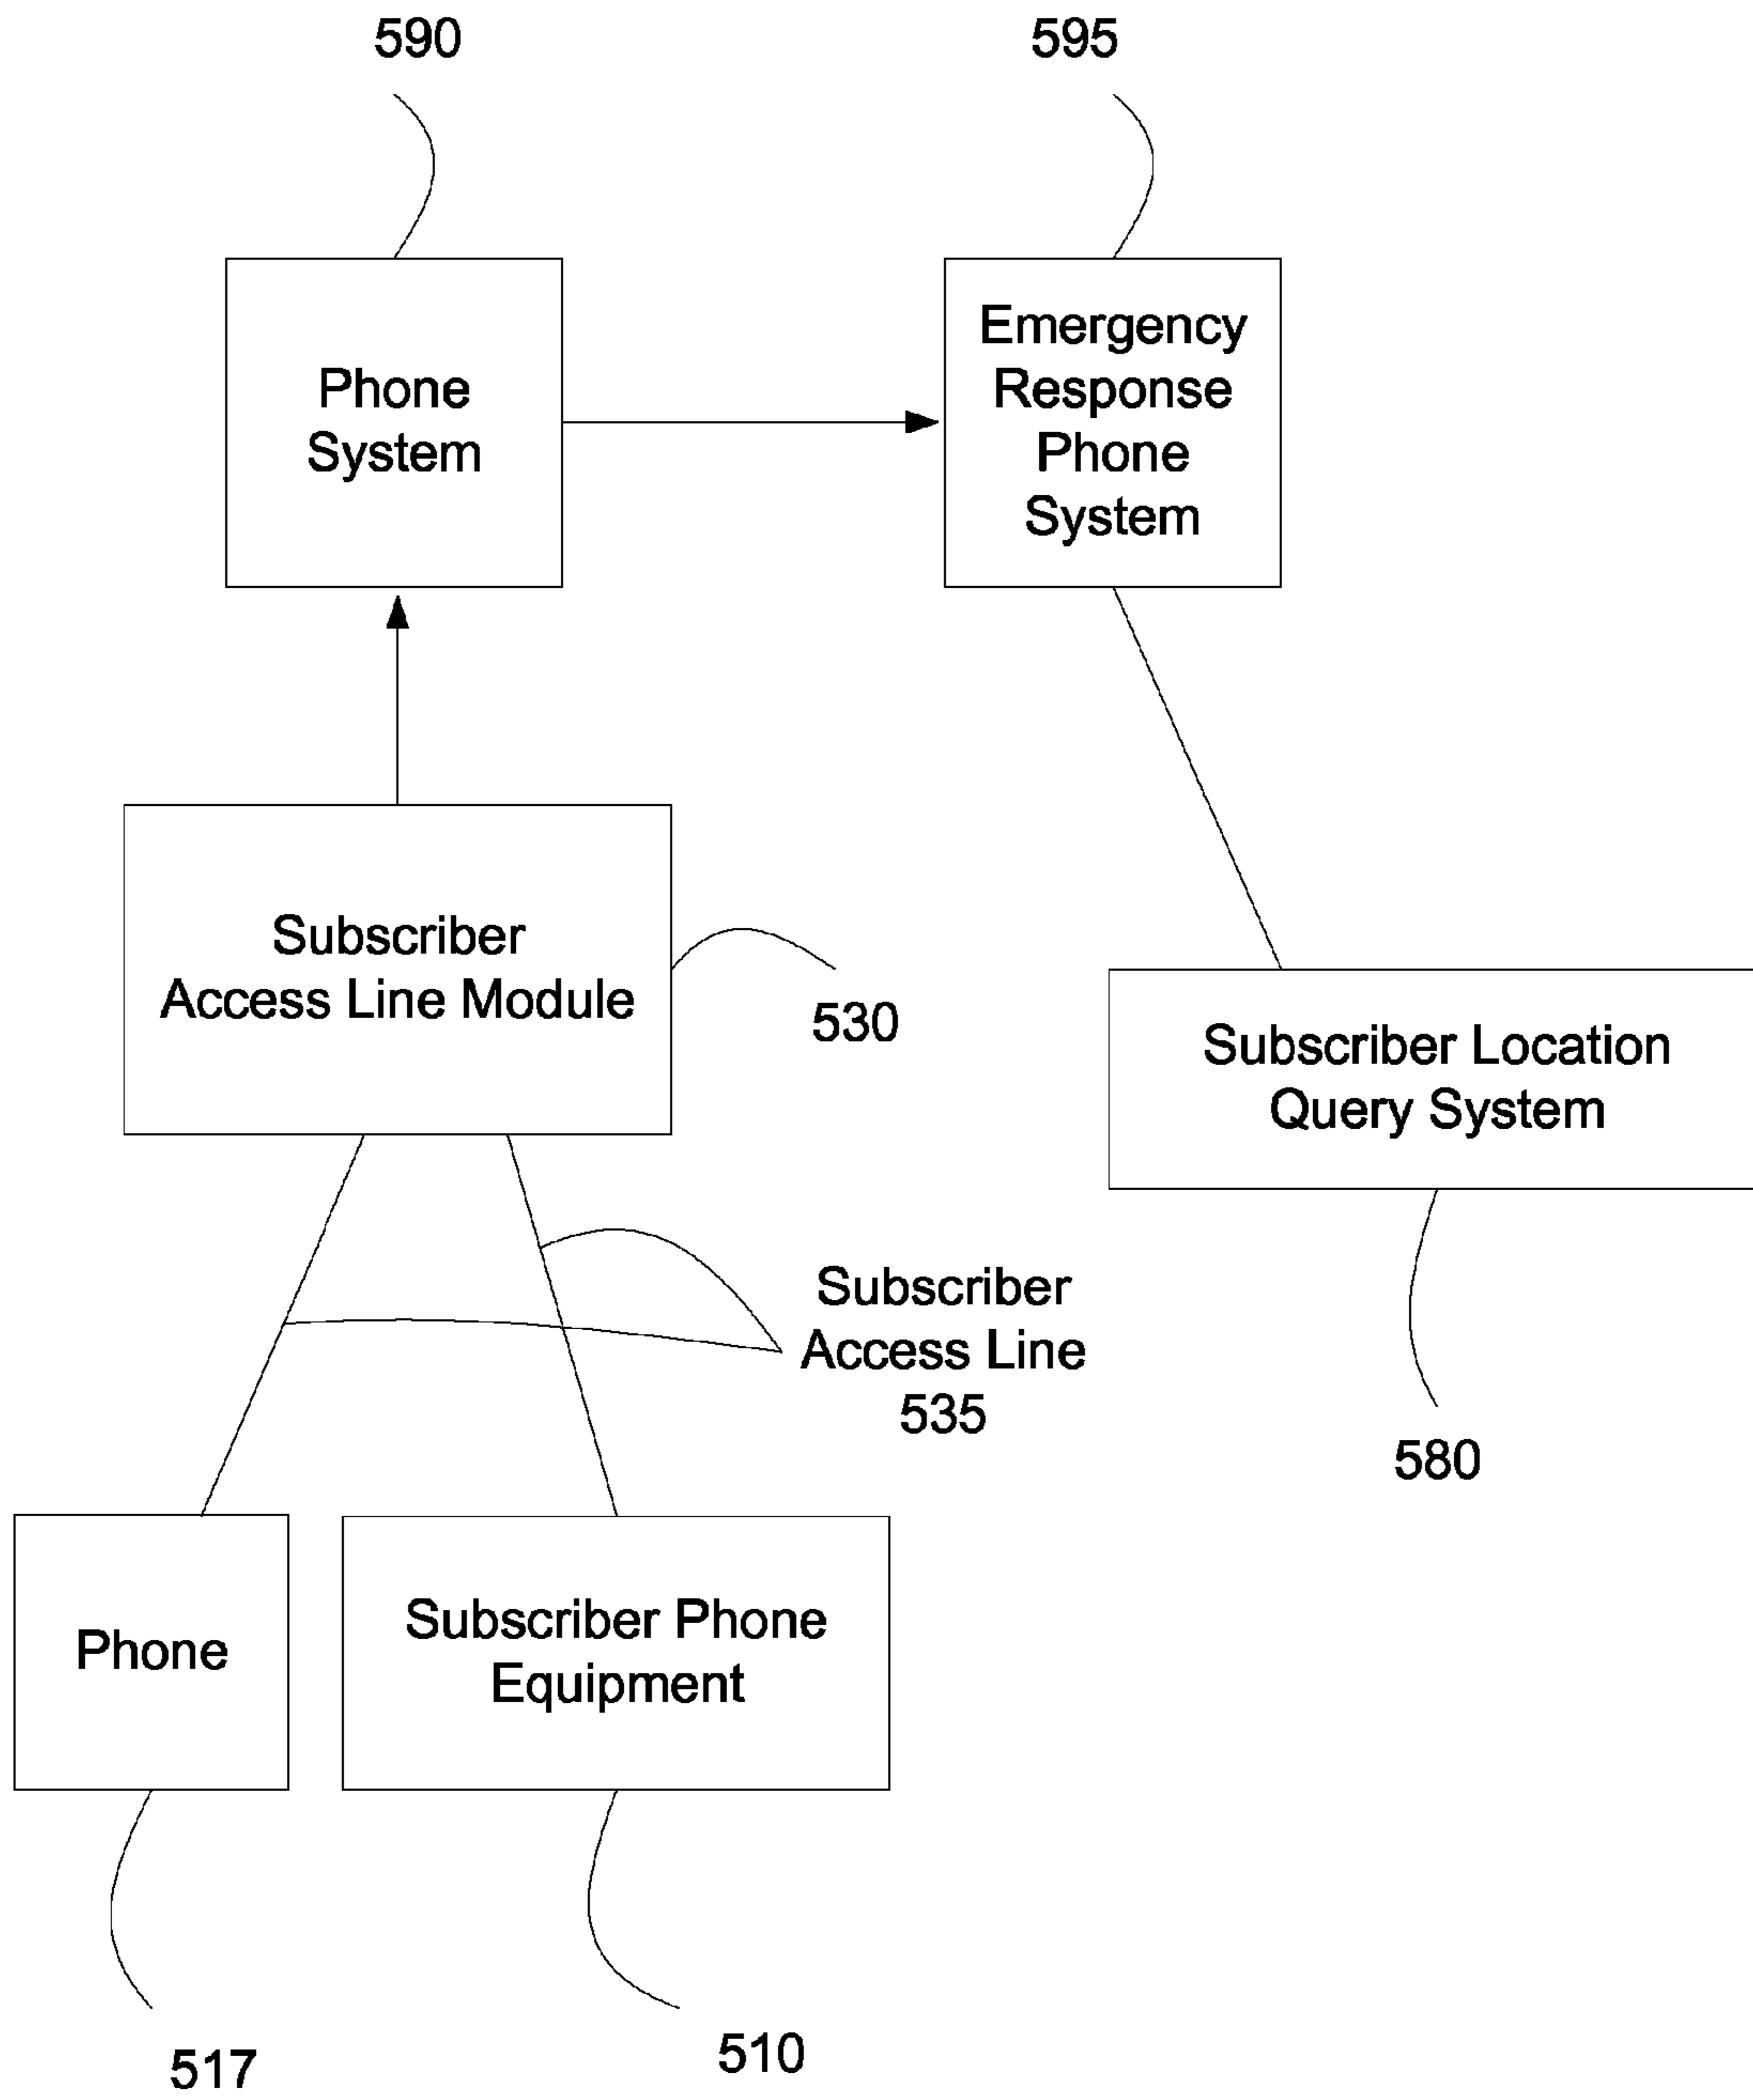 590
595
Phone
System
Emergency
Response
Phone
System
Subscriber
Access Line Module
530
Subscriber Location
Query System
Subscriber
Access Line
535
580
Phone
Subscriber Phone
Equipment
517
510